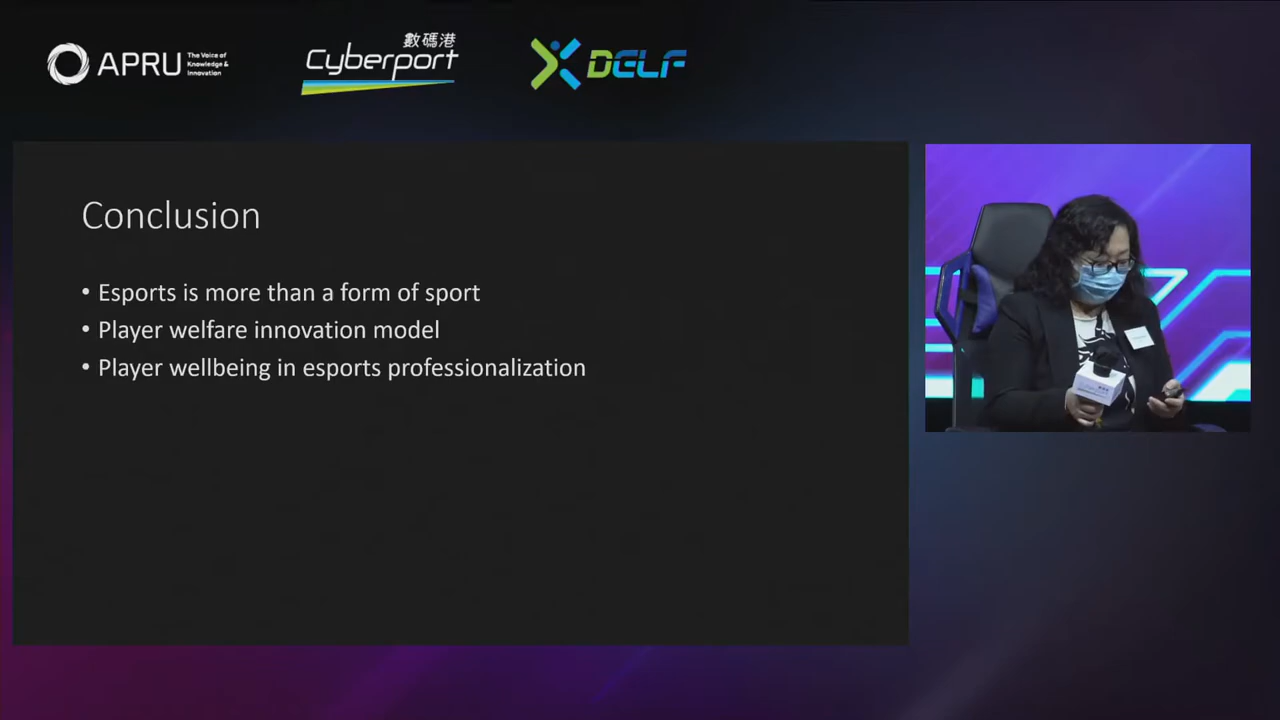 APRU
The Voice of
Knowledge &
Innovation
數碼港
Cyberport
DELF
Conclusion
• Esports is more than a form of sport
• Player welfare innovation model
• Player wellbeing in esports professionalization